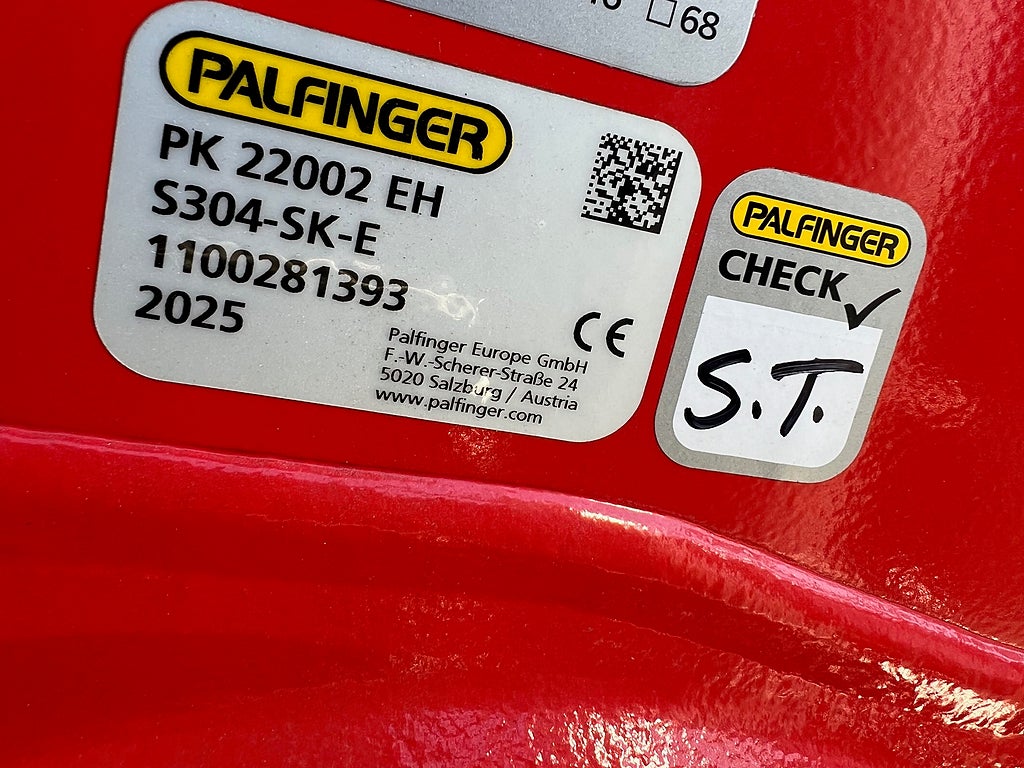 68
PALFINGER
PK 22002 EH
S304-SK-E
1100281393
2025
Palfinger Europe GmbH
F.-W.-Scherer-Straße 24
5020 Salzburg / Austria
www.palfinger.com
CE
PALFINGER
CHECK
S.T.